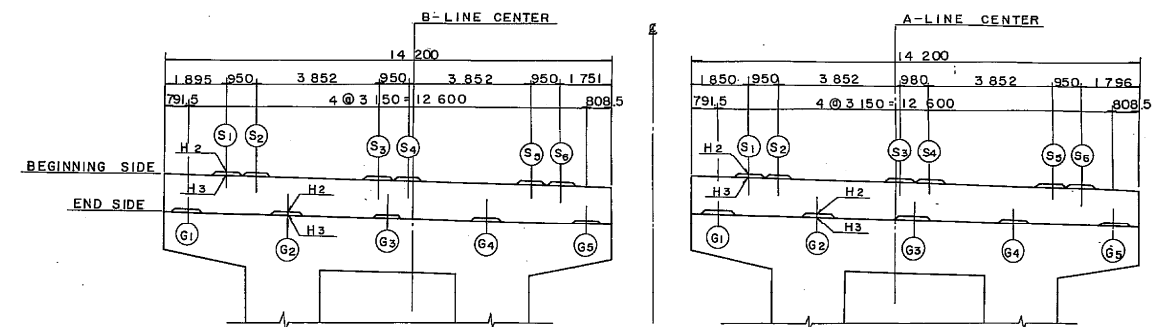 B-LINE CENTER
A-LINE CENTER
℄
14 200
14 200
1 895 950 3 852 950 3 852 950 1 751
1 850 950 3 852 980 3 852 950 1 796
791.5 4 @ 3 150 = 12 600 808.5
791.5 4 @ 3 150 = 12 600 808.5
S1 S2 S3 S4 S5 S6
S1 S2 S3 S4 S5 S6
H2
H2
BEGINNING SIDE
H3
H3
END SIDE
H2
H2
H3
H3
G1 G2 G3 G4 G5
G1 G2 G3 G4 G5